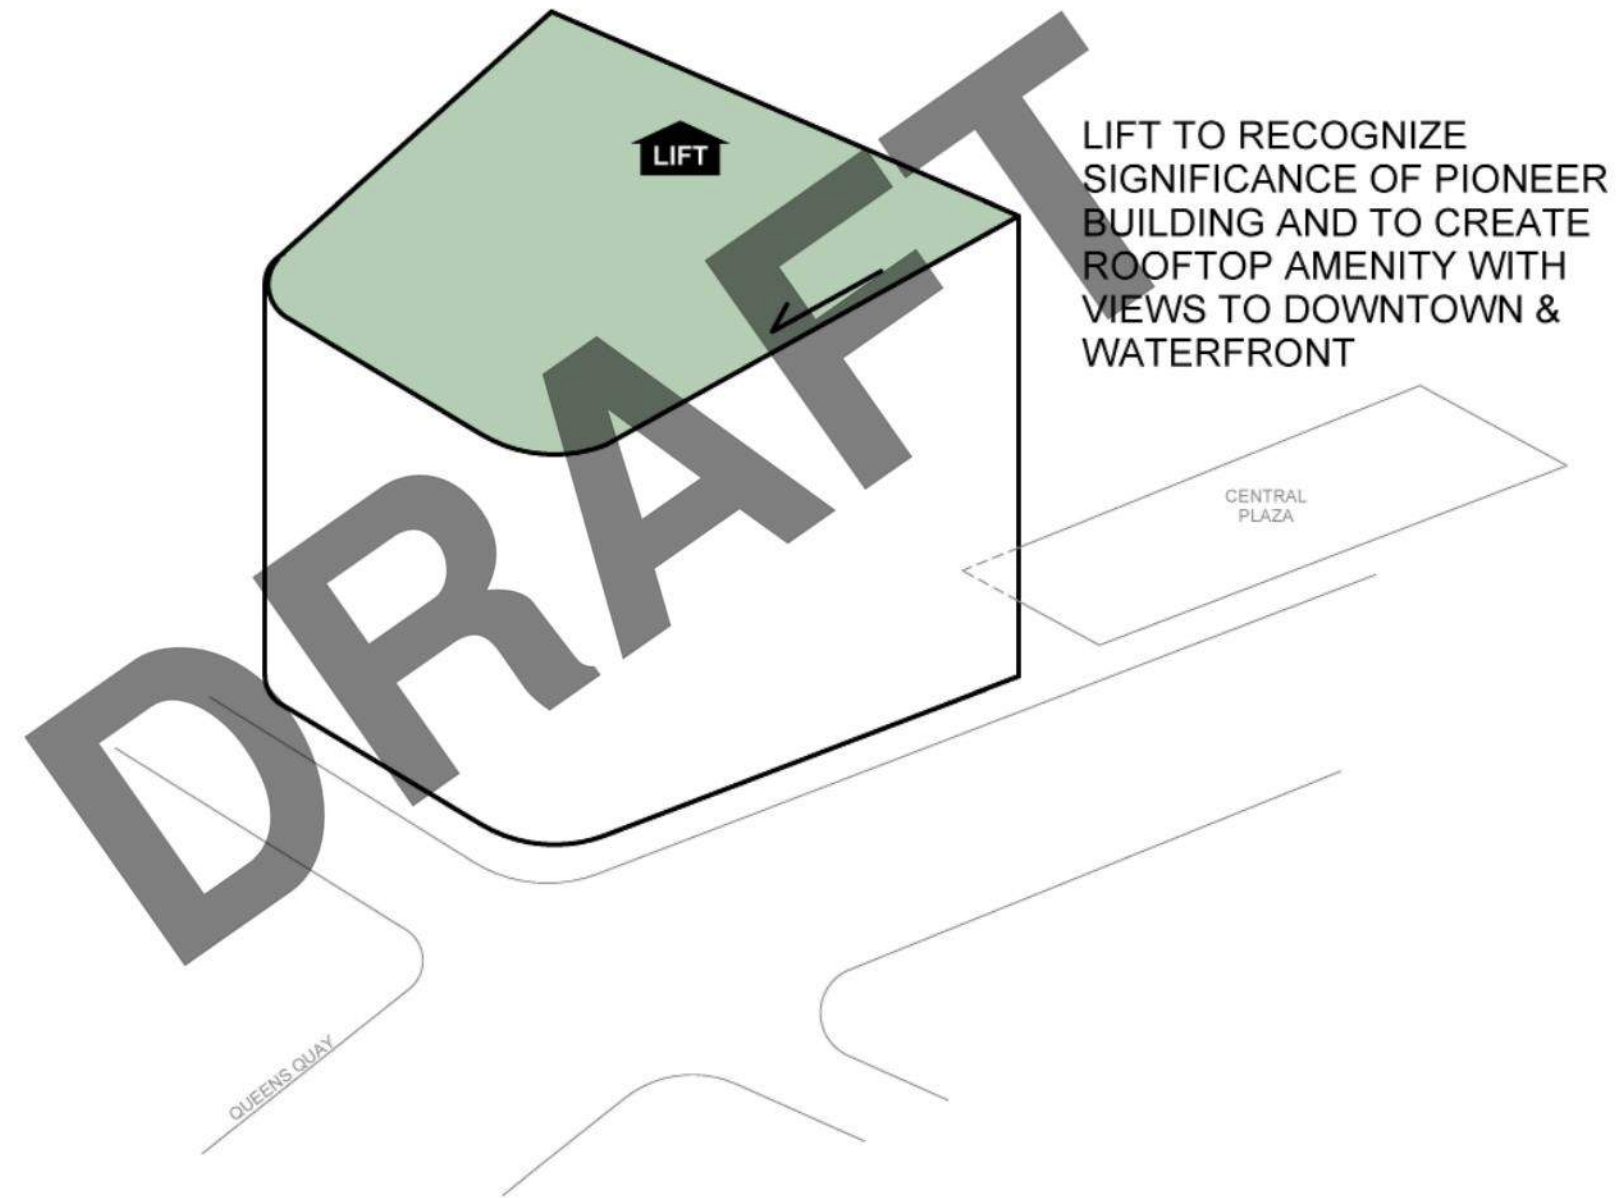 LIFT
LIFT TO RECOGNIZE
SIGNIFICANCE OF PIONEER
BUILDING AND TO CREATE
ROOFTOP AMENITY WITH
VIEWS TO DOWNTOWN &
WATERFRONT
CENTRAL
PLAZA
DRAFT
QUEENS QUAY